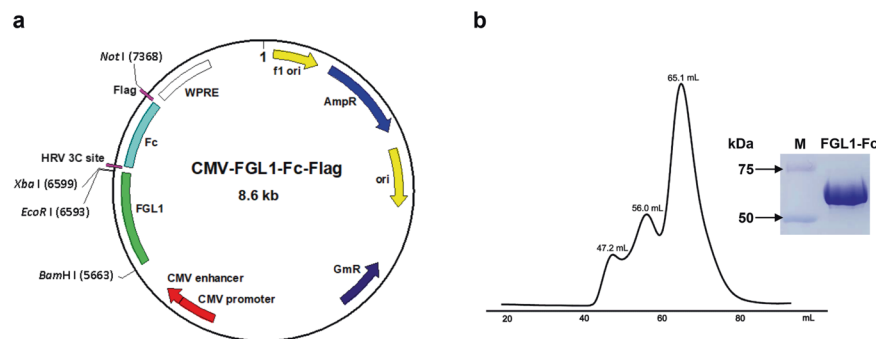 a
1
f1 ori
AmpR
ori
GmR
CMV promoter
CMV enhancer
BamH I (5663)
FGL1
EcoR I (6593)
Xba I (6599)
HRV 3C site
Fc
Flag
Not I (7368)
WPRE
CMV-FGL1-Fc-Flag
8.6 kb
b
47.2 mL
56.0 mL
65.1 mL
20 40 60 80 mL
kDa M FGL1-Fc
75
50